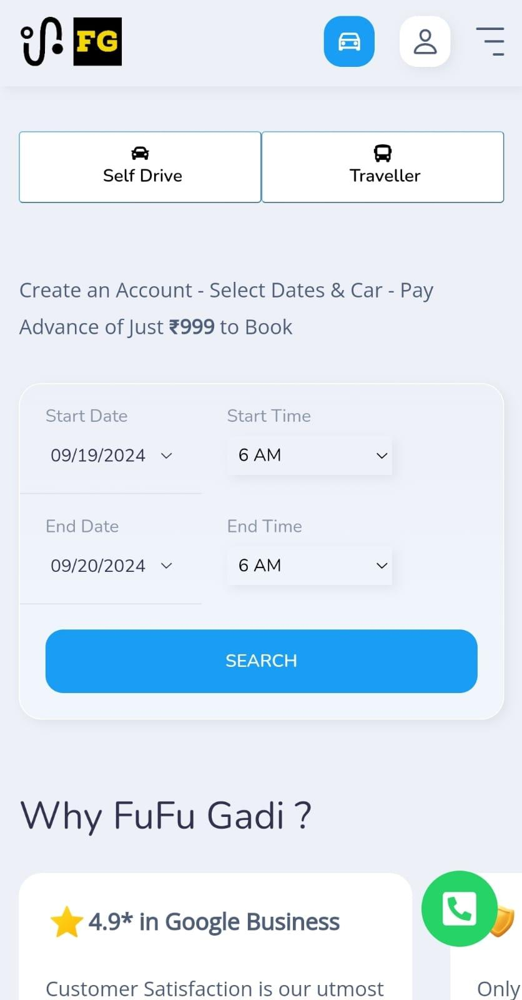 FG
Self Drive
Traveller
Create an Account - Select Dates & Car - Pay
Advance of Just ₹999 to Book
Start Date
Start Time
09/19/2024
6 AM
End Date
End Time
09/20/2024
6 AM
SEARCH
Why FuFu Gadi ?
4.9* in Google Business
Customer Satisfaction is our utmost
Only